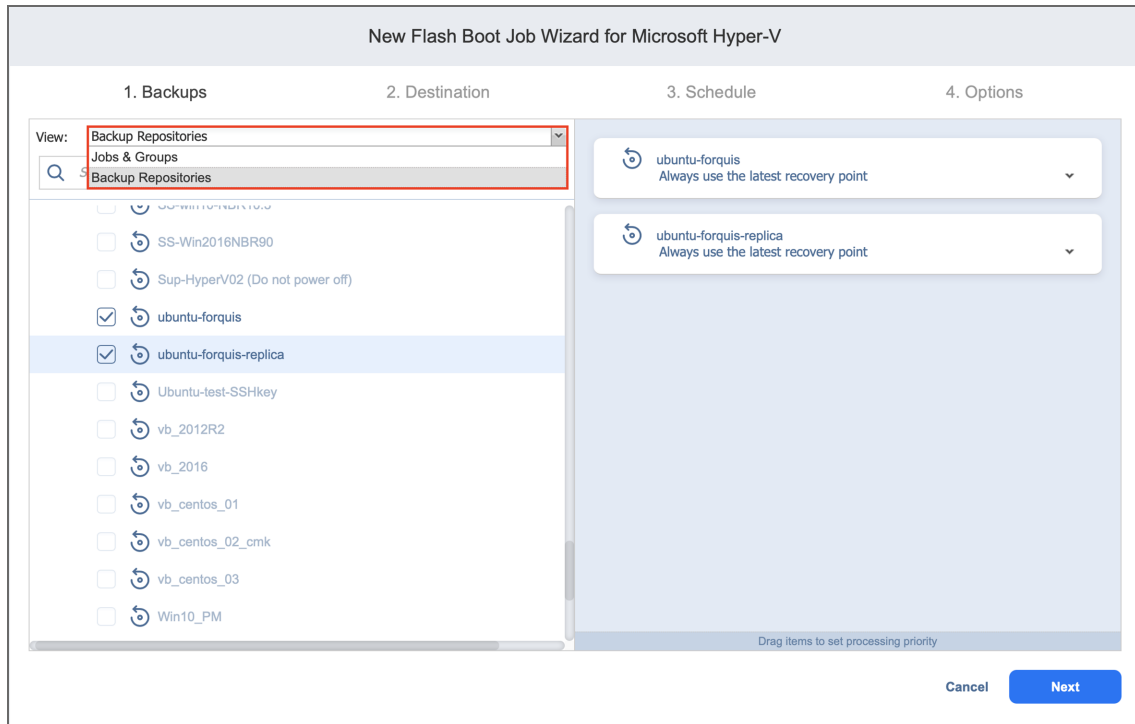 New Flash Boot Job Wizard for Microsoft Hyper-V
1. Backups
2. Destination
3. Schedule
4. Options
View:
Backup Repositories
Jobs & Groups
Backup Repositories
SS-Win2016NBR90
Sup-HyperV02 (Do not power off)
ubuntu-forquis
ubuntu-forquis-replica
Ubuntu-test-SSHkey
vb_2012R2
vb_2016
vb_centos_01
vb_centos_02_cmk
vb_centos_03
Win10_PM
ubuntu-forquis
Always use the latest recovery point
ubuntu-forquis-replica
Always use the latest recovery point
Drag items to set processing priority
Cancel
Next